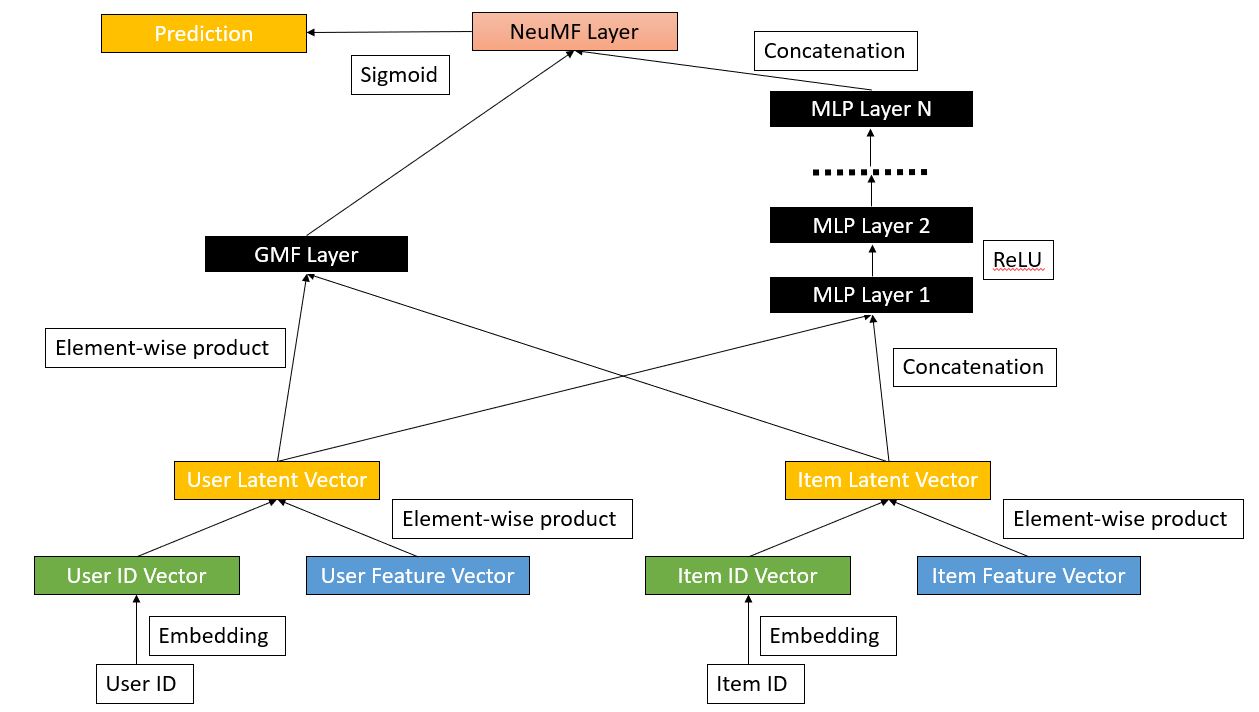 Prediction
NeuMF Layer
Concatenation
Sigmoid
MLP Layer N
MLP Layer 2
GMF Layer
ReLU
MLP Layer 1
Element-wise product
Concatenation
User Latent Vector
Item Latent Vector
Element-wise product
Element-wise product
User ID Vector
User Feature Vector
Item ID Vector
Item Feature Vector
Embedding
Embedding
User ID
Item ID